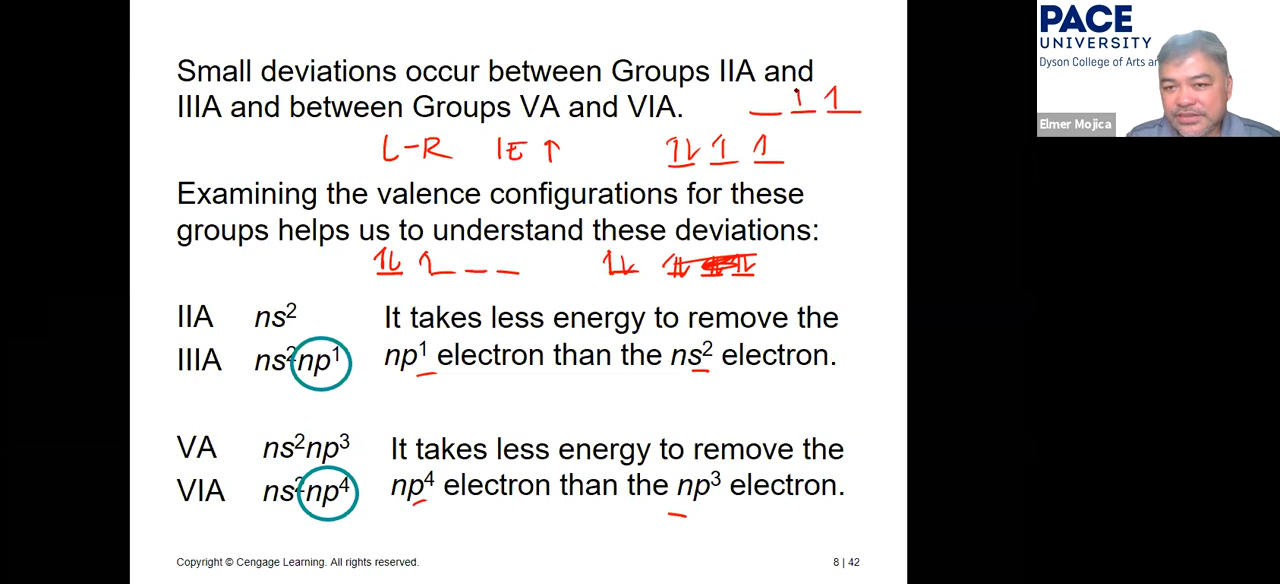 Small deviations occur between Groups IIA and
IIIA and between Groups VA and VIA.
L-R IE ↑
Examining the valence configurations for these
groups helps us to understand these deviations:
IIA ns²
IIIA ns²np¹
It takes less energy to remove the
np¹ electron than the ns² electron.
VA ns²np³
VIA ns²np⁴
It takes less energy to remove the
np⁴ electron than the np³ electron.
Copyright © Cengage Learning. All rights reserved.
8 | 42
PACE
UNIVERSITY
Dyson College of Arts
Elmer Mojica